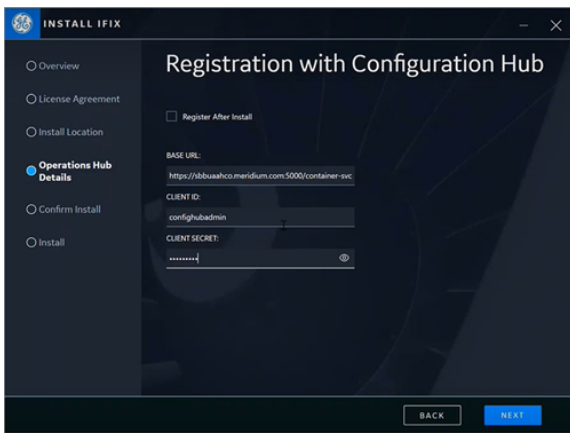 INSTALL IFIX
Overview
License Agreement
Install Location
Operations Hub
Details
Confirm Install
Install
Registration with Configuration Hub
Register After Install
BASE URL:
https://sbbuaahco.meridium.com:5000/container-svc
CLIENT ID:
confighubadmin
CLIENT SECRET:
•••••••••
BACK
NEXT